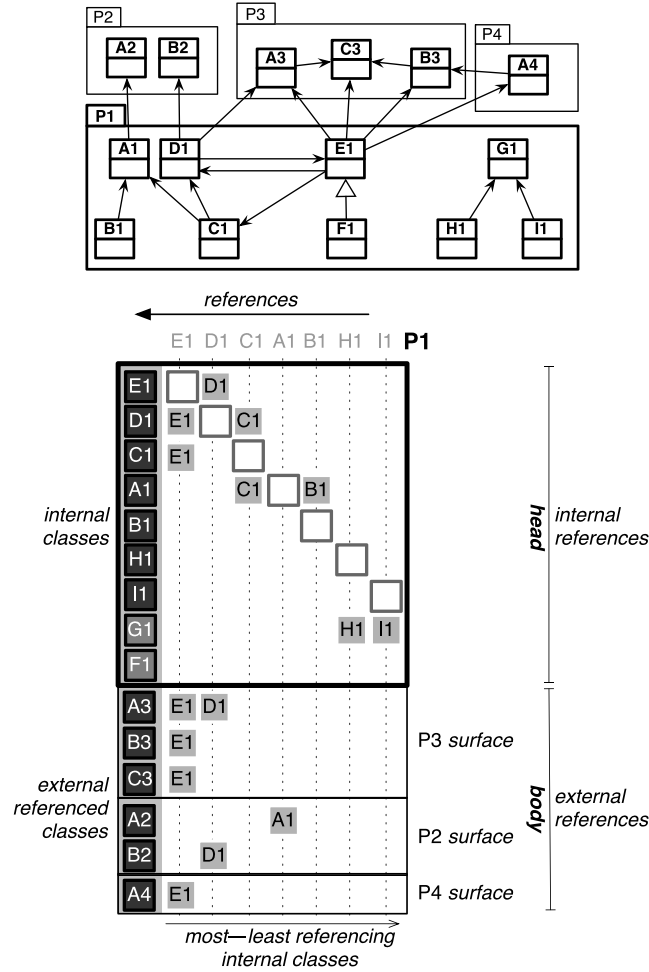 P2
P3
P4
A2 B2
A3 C3 B3
A4
P1
A1 D1 E1 G1
B1 C1 F1 H1 I1
references
E1 D1 C1 A1 B1 H1 I1 P1
E1 D1
D1 E1 C1
C1 E1
A1 C1 B1
B1
H1
I1
G1 H1 I1
F1
internal
classes
head
internal
references
A3 E1 D1
B3 E1
C3 E1
P3 surface
external
referenced
classes
A2 A1
B2 D1
P2 surface
body
external
references
A4 E1
P4 surface
most—least referencing
internal classes